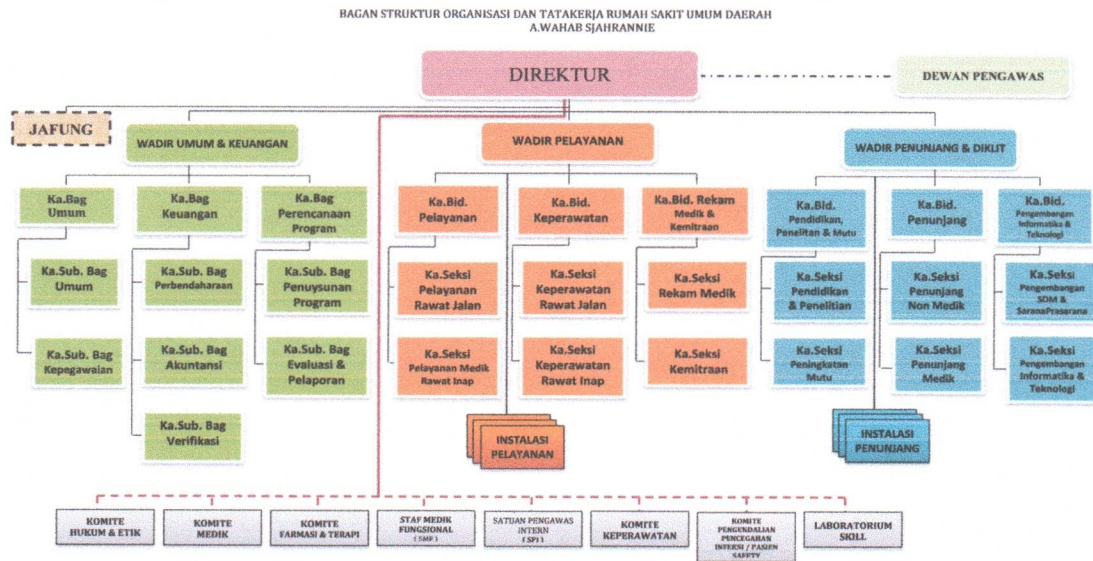 BAGAN STRUKTUR ORGANISASI DAN TATAKERJA RUMAH SAKIT UMUM DAERAH
A.WAHAB SJAHRANNIE
DIREKTUR
DEWAN PENGAWAS
JAFUNG
WADIR UMUM & KEUANGAN
WADIR PELAYANAN
WADIR PENUNJANG & DIKLIT
Ka.Bag
Umum
Ka.Bag
Keuangan
Ka.Bag
Perencanaan
Program
Ka.Bid.
Pelayanan
Ka.Bid.
Keperawatan
Ka.Bid. Rekam
Medik &
Kemitraan
Ka.Bid.
Pendidikan,
Penelitan & Mutu
Ka.Bid.
Penunjang
Ka.Bid.
Pengembangan
Informatika &
Teknologi
Ka.Sub. Bag
Umum
Ka.Sub. Bag
Perbendaharaan
Ka.Sub. Bag
Penuysunan
Program
Ka.Seksi
Pelayanan
Rawat Jalan
Ka.Seksi
Keperawatan
Rawat Jalan
Ka.Seksi
Rekam Medik
Ka.Seksi
Pendidikan
& Penelitian
Ka.Seksi
Penunjang
Non Medik
Ka.Seksi
Pengembangan
SDM &
SaranaPrasarana
Ka.Sub. Bag
Kepegawaian
Ka.Sub. Bag
Akuntansi
Ka.Sub. Bag
Evaluasi &
Pelaporan
Ka.Seksi
Pelayanan Medik
Rawat Inap
Ka.Seksi
Keperawatan
Rawat Inap
Ka.Seksi
Kemitraan
Ka.Seksi
Peningkatan
Mutu
Ka.Seksi
Penunjang
Medik
Ka.Seksi
Pengembangan
Informatika &
Teknologi
Ka.Sub. Bag
Verifikasi
INSTALASI
PELAYANAN
INSTALASI
PENUNJANG
KOMITE
HUKUM & ETIK
KOMITE
MEDIK
KOMITE
FARMASI & TERAPI
STAF MEDIK
FUNGSIONAL
( SMF )
SATUAN PENGAWAS
INTERN
( SPI )
KOMITE
KEPERAWATAN
KOMITE
PENGENDALIAN
PENCEGAHAN
INFEKSI / PASIEN
SAFETY
LABORATORIUM
SKILL